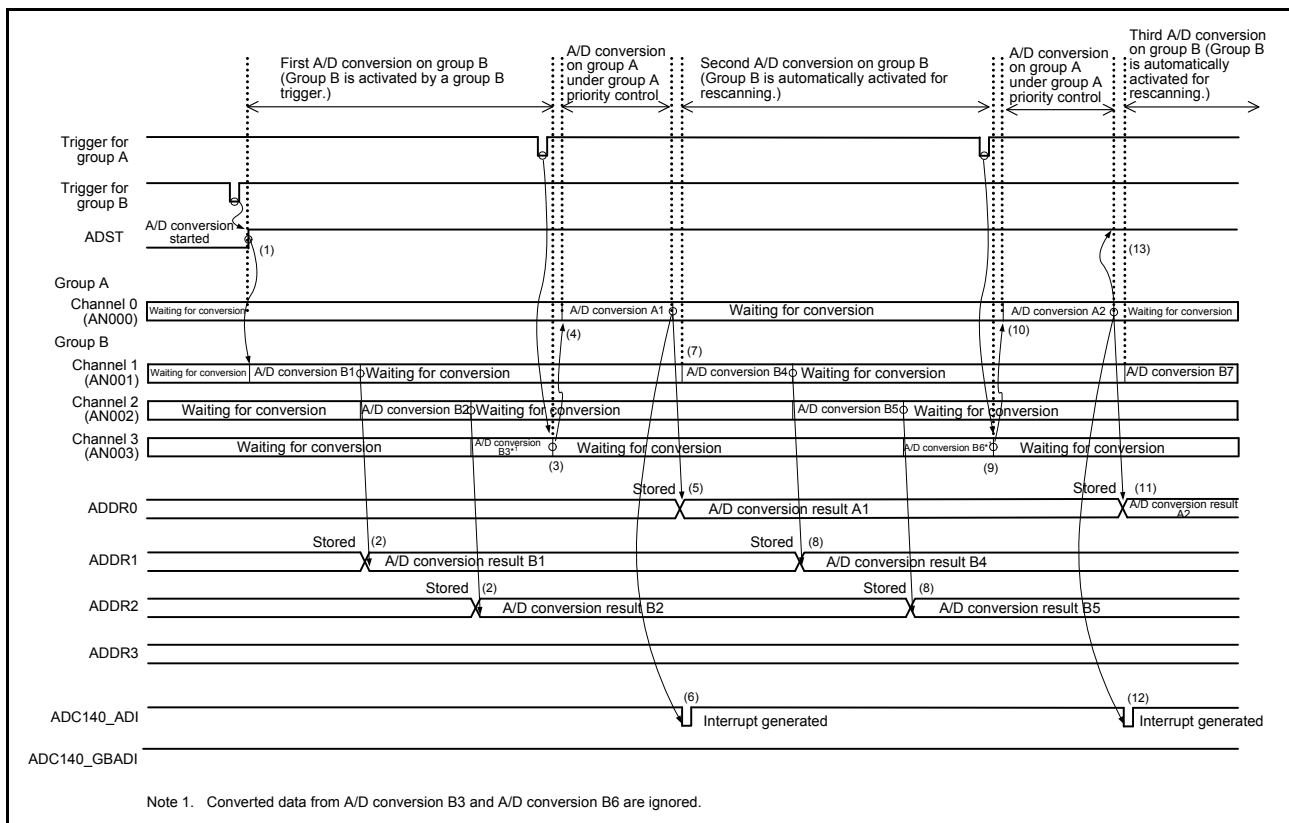 First A/D conversion on group B
(Group B is activated by a group B
trigger.)
A/D conversion
on group A
under group A
priority control
Second A/D conversion on group B
(Group B is automatically activated for
rescanning.)
A/D conversion
on group A
under group A
priority control
Third A/D conversion
on group B (Group B
is automatically
activated for
rescanning.)
Trigger for
group A
Trigger for
group B
A/D conversion
started
ADST
(1)
(13)
Group A
Channel 0
(AN000)
Waiting for conversion
A/D conversion A1
Waiting for conversion
A/D conversion A2
Waiting for conversion
(4)
(10)
Group B
(7)
Channel 1
(AN001)
Waiting for conversion
A/D conversion B1
Waiting for conversion
A/D conversion B4
Waiting for conversion
A/D conversion B7
Channel 2
(AN002)
Waiting for conversion
A/D conversion B2
Waiting for conversion
A/D conversion B5
Waiting for conversion
Channel 3
(AN003)
Waiting for conversion
A/D conversion
B3*1
Waiting for conversion
A/D conversion B6*
Waiting for conversion
(3)
(9)
Stored
(5)
Stored
(11)
ADDR0
A/D conversion result A1
A/D conversion result
A2
Stored
(2)
Stored
(8)
ADDR1
A/D conversion result B1
A/D conversion result B4
Stored
(2)
Stored
(8)
ADDR2
A/D conversion result B2
A/D conversion result B5
ADDR3
(6)
(12)
ADC140_ADI
Interrupt generated
Interrupt generated
ADC140_GBADI
Note 1. Converted data from A/D conversion B3 and A/D conversion B6 are ignored.